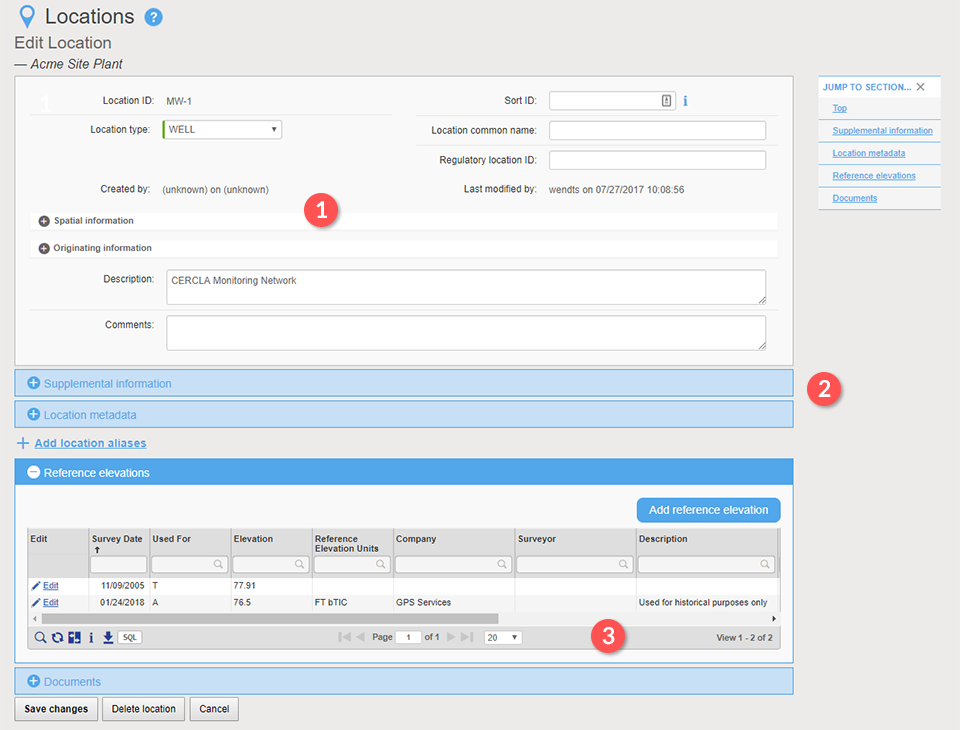 Locations ?
Edit Location
— Acme Site Plant
1
Location ID: MW-1 Sort ID: i
Location type: WELL Location common name:
Regulatory location ID:
Created by: (unknown) on (unknown) Last modified by: wendts on 07/27/2017 10:08:56
1
Spatial information
Originating information
Description: CERCLA Monitoring Network
Comments:
JUMP TO SECTION...
Top
Supplemental information
Location metadata
Reference elevations
Documents
Supplemental information
2
Location metadata
Add location aliases
Reference elevations
Add reference elevation
Edit Survey Date Used For Elevation Reference Elevation Units Company Surveyor Description
Edit 11/09/2005 T 77.91
Edit 01/24/2018 A 76.5 FT bTIC GPS Services Used for historical purposes only
i SQL Page 1 of 1 20 3 View 1 - 2 of 2
Documents
Save changes Delete location Cancel